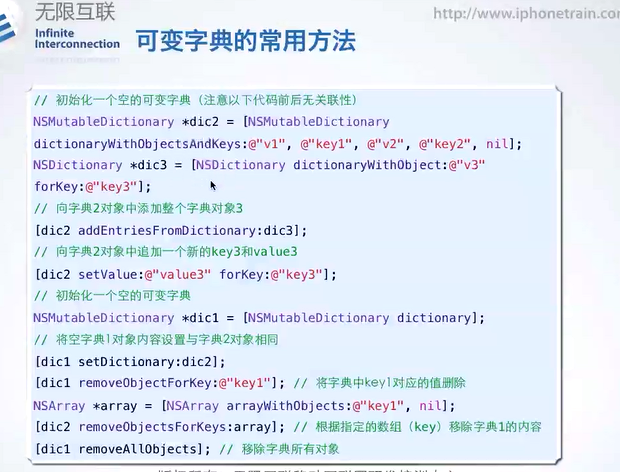 无限互联
Infinite
Interconnection
http://www.iphonetrain.co
可变字典的常用方法
// 初始化一个空的可变字典（注意以下代码前后无关联性）
NSMutableDictionary *dic2 = [NSMutableDictionary
dictionaryWithObjectsAndKeys:@"v1", @"key1", @"v2", @"key2", nil];
NSDictionary *dic3 = [NSDictionary dictionaryWithObject:@"v3"
forKey:@"key3"];
// 向字典2对象中添加整个字典对象3
[dic2 addEntriesFromDictionary:dic3];
// 向字典2对象中追加一个新的key3和value3
[dic2 setValue:@"value3" forKey:@"key3"];
// 初始化一个空的可变字典
NSMutableDictionary *dic1 = [NSMutableDictionary dictionary];
// 将空字典1对象内容设置与字典2对象相同
[dic1 setDictionary:dic2];
[dic1 removeObjectForKey:@"key1"]; // 将字典中key1对应的值删除
NSArray *array = [NSArray arrayWithObjects:@"key1", nil];
[dic2 removeObjectsForKeys:array]; // 根据指定的数组（key）移除字典1的内容
[dic1 removeAllObjects]; // 移除字典所有对象